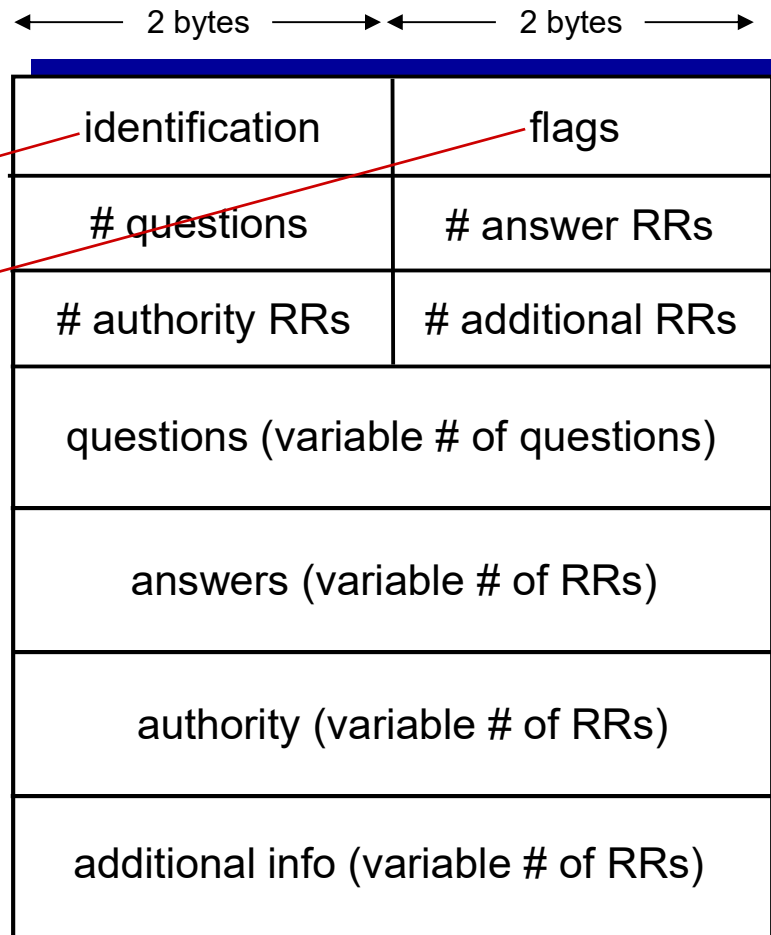 2 bytes 2 bytes
identification flags
# questions # answer RRs
# authority RRs # additional RRs
questions (variable # of questions)
answers (variable # of RRs)
authority (variable # of RRs)
additional info (variable # of RRs)